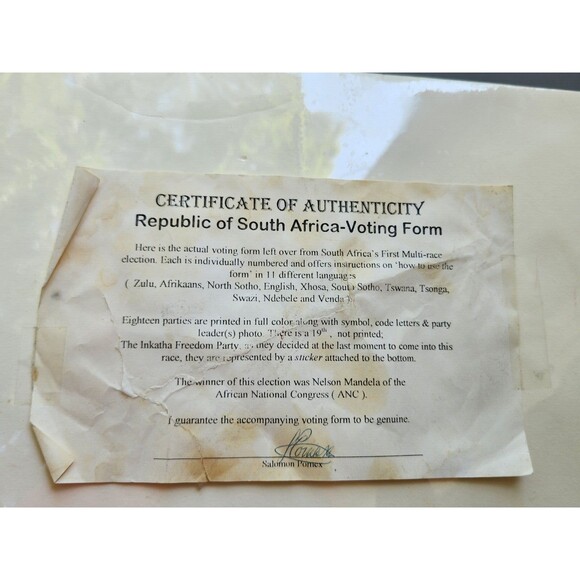 CERTIFICATE OF AUTHENTICITY
Republic of South Africa-Voting Form
Here is the actual voting form left over from South Africa's First Multi-race
election. Each is individually numbered and offers instructions on 'how to use the
form' in 11 different languages
( Zulu, Afrikaans, North Sotho, English, Xhosa, South Sotho, Tswana, Tsonga,
Swazi, Ndebele and Venda ).
Eighteen parties are printed in full color along with symbol, code letters & party
leader(s) photo. There is a 19th, not printed;
The Inkatha Freedom Party, as they decided at the last moment to come into this
race, they are represented by a sticker attached to the bottom.
The winner of this election was Nelson Mandela of the
African National Congress ( ANC ).
I guarantee the accompanying voting form to be genuine.
Salomon Pomex